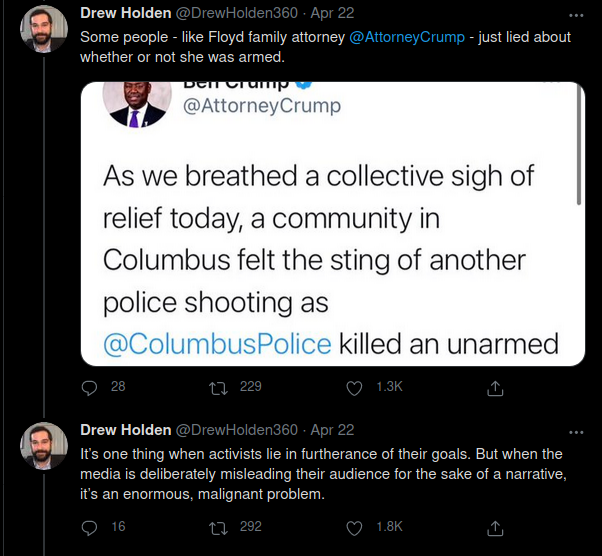 Drew Holden @DrewHolden360 · Apr 22
Some people - like Floyd family attorney @AttorneyCrump - just lied about
whether or not she was armed.
Ben Crump
@AttorneyCrump
As we breathed a collective sigh of
relief today, a community in
Columbus felt the sting of another
police shooting as
@ColumbusPolice killed an unarmed
28 229 1.3K
Drew Holden @DrewHolden360 · Apr 22
It's one thing when activists lie in furtherance of their goals. But when the
media is deliberately misleading their audience for the sake of a narrative,
it's an enormous, malignant problem.
16 292 1.8K